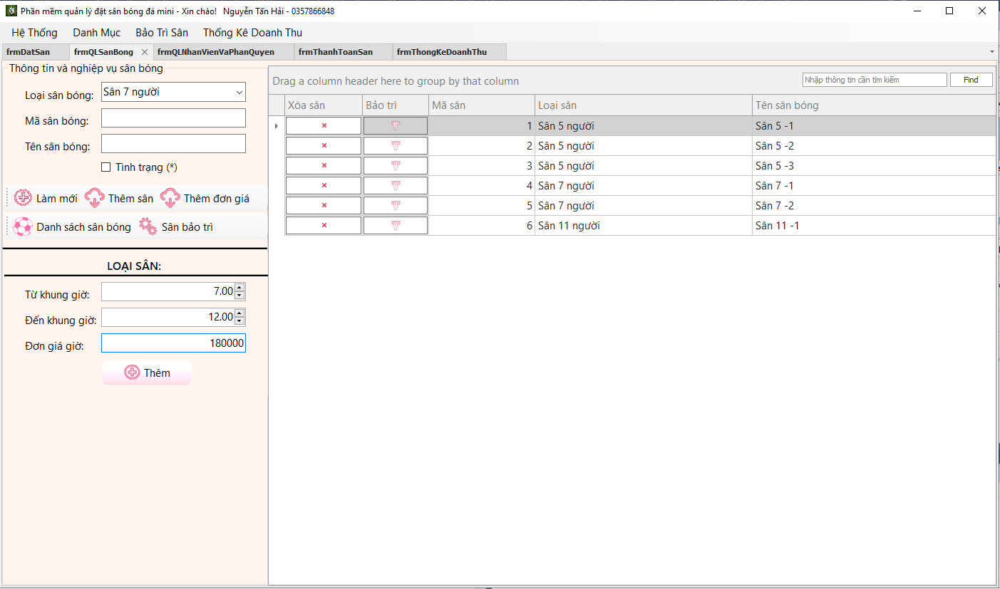 Phần mềm quản lý đặt sân bóng đá mini - Xin chào!   Nguyễn Tấn Hải - 0357866848
Hệ Thống   Danh Mục   Bảo Trì Sân   Thống Kê Doanh Thu
frmDatSan   frmQLSanBong   frmQLNhanVienVaPhanQuyen   frmThanhToanSan   frmThongKeDoanhThu
Thông tin và nghiệp vụ sân bóng
Loại sân bóng: Sân 7 người
Mã sân bóng:
Tên sân bóng:
Tình trạng (*)
Làm mới   Thêm sân   Thêm đơn giá
Danh sách sân bóng   Sân bảo trì
LOẠI SÂN:
Từ khung giờ: 7.00
Đến khung giờ: 12.00
Đơn giá giờ: 180000
Thêm
Drag a column header here to group by that column   Nhập thông tin cần tìm kiếm   Find
Xóa sân   Bảo trì   Mã sân   Loại sân   Tên sân bóng
1   Sân 5 người   Sân 5 -1
2   Sân 5 người   Sân 5 -2
3   Sân 5 người   Sân 5 -3
4   Sân 7 người   Sân 7 -1
5   Sân 7 người   Sân 7 -2
6   Sân 11 người   Sân 11 -1